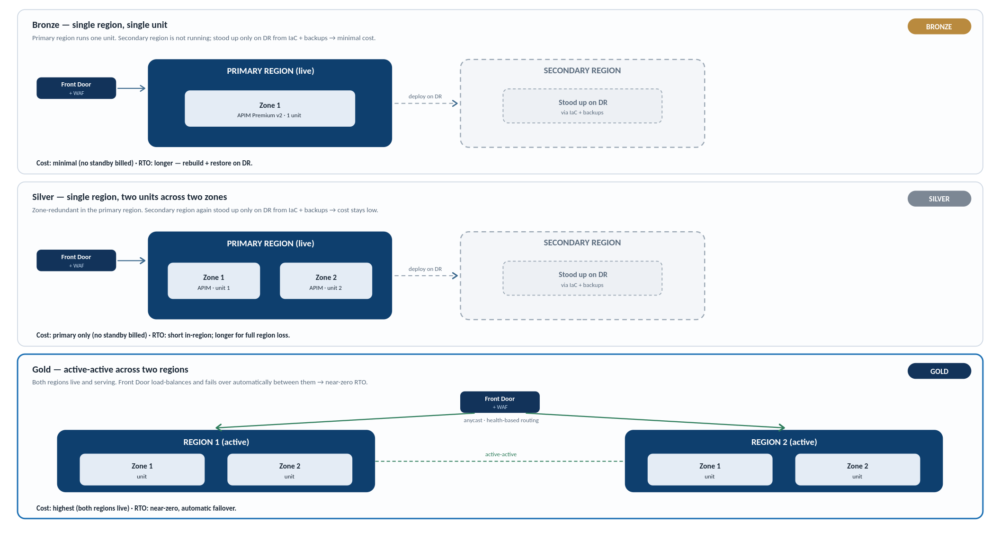 Bronze — single region, single unit
BRONZE
Primary region runs one unit. Secondary region is not running; stood up only on DR from IaC + backups → minimal cost.
PRIMARY REGION (live)
SECONDARY REGION
Front Door
+ WAF
Zone 1
APIM Premium v2 · 1 unit
deploy on DR
Stood up on DR
via IaC + backups
Cost: minimal (no standby billed) · RTO: longer — rebuild + restore on DR.
Silver — single region, two units across two zones
SILVER
Zone-redundant in the primary region. Secondary region again stood up only on DR from IaC + backups → cost stays low.
PRIMARY REGION (live)
SECONDARY REGION
Front Door
+ WAF
Zone 1
APIM · unit 1
Zone 2
APIM · unit 2
deploy on DR
Stood up on DR
via IaC + backups
Cost: primary only (no standby billed) · RTO: short in-region; longer for full region loss.
Gold — active-active across two regions
GOLD
Both regions live and serving. Front Door load-balances and fails over automatically between them → near-zero RTO.
Front Door
+ WAF
anycast · health-based routing
REGION 1 (active)
Zone 1
unit
Zone 2
unit
active-active
REGION 2 (active)
Zone 1
unit
Zone 2
unit
Cost: highest (both regions live) · RTO: near-zero, automatic failover.